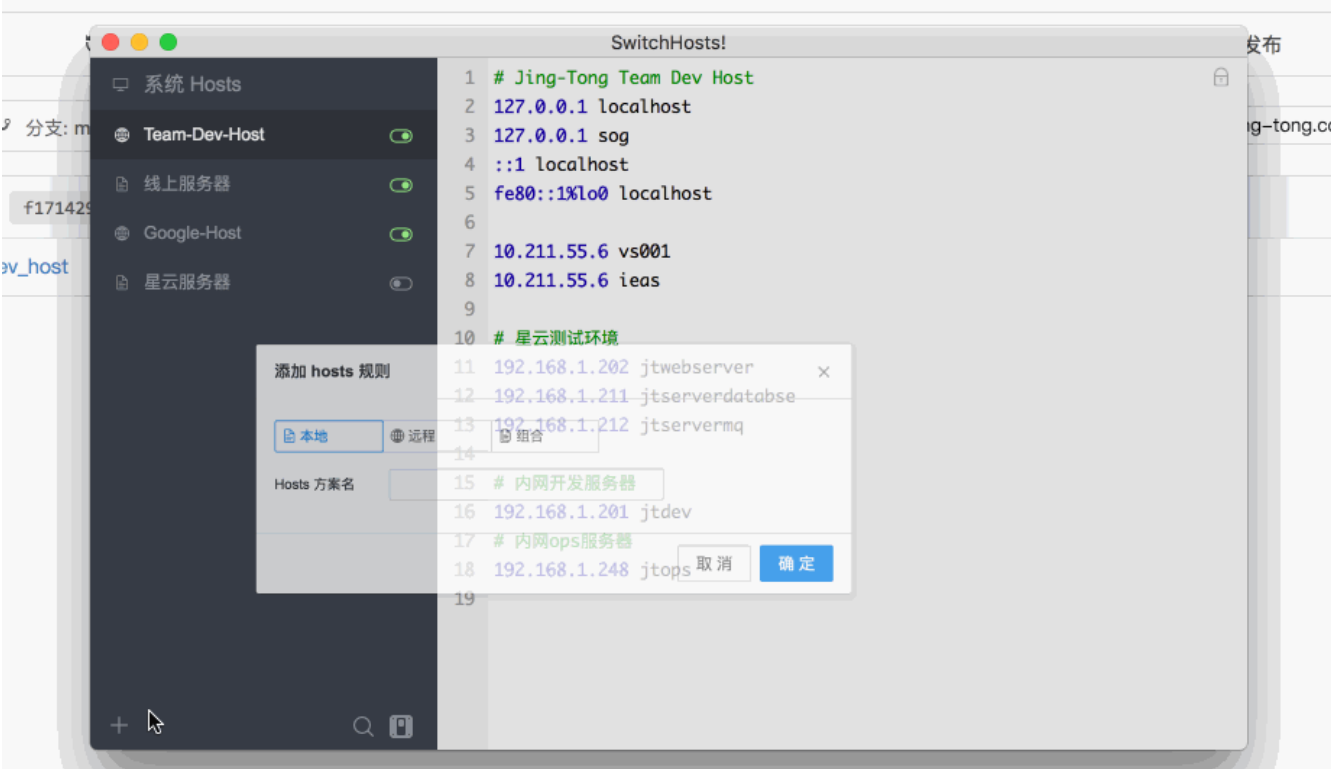 SwitchHosts!
发布
分支: m
g-tong.co
f171429
ev_host
系统 Hosts
Team-Dev-Host
线上服务器
Google-Host
星云服务器
1 # Jing-Tong Team Dev Host
2 127.0.0.1 localhost
3 127.0.0.1 sog
4 ::1 localhost
5 fe80::1%lo0 localhost
6
7 10.211.55.6 vs001
8 10.211.55.6 ieas
9
10 # 星云测试环境
11 192.168.1.202 jtwebserver
12 192.168.1.211 jtserverdatabse
13 192.168.1.212 jtservermq
14
15 # 内网开发服务器
16 192.168.1.201 jtdev
17 # 内网ops服务器
18 192.168.1.248 jtops
19
添加 hosts 规则
本地 远程 组合
Hosts 方案名
取消 确定